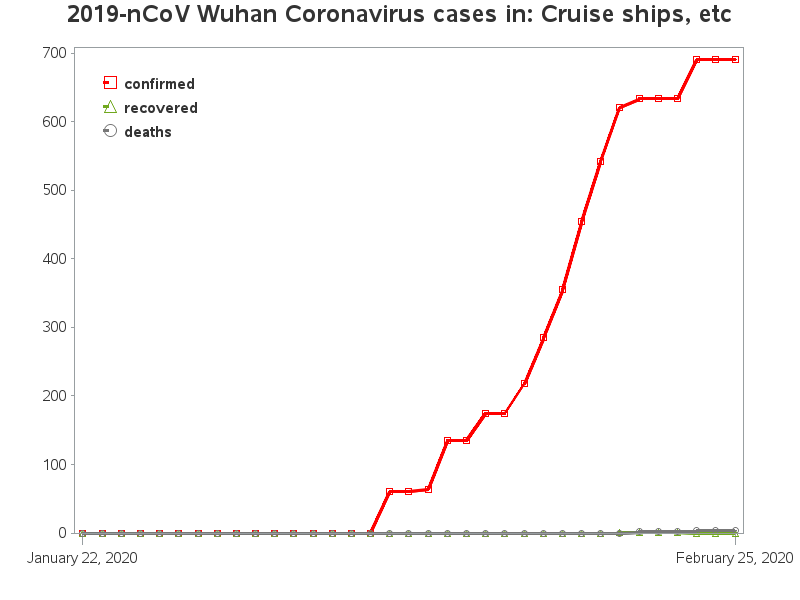 2019-nCoV Wuhan Coronavirus cases in: Cruise ships, etc
700
confirmed
recovered
deaths
600
500
400
300
200
100
0
January 22, 2020
February 25, 2020